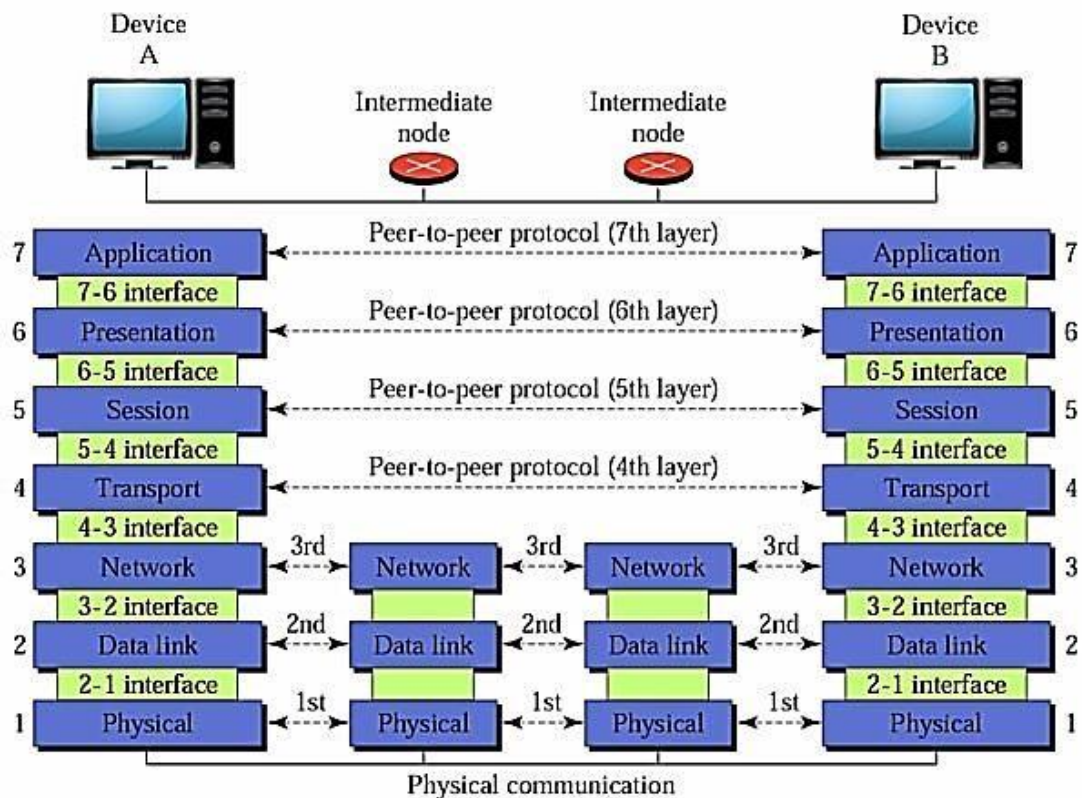 Device
A
Device
B
Intermediate
node
Intermediate
node
Peer-to-peer protocol (7th layer)
7 Application Application 7
7-6 interface 7-6 interface
Peer-to-peer protocol (6th layer)
6 Presentation Presentation 6
6-5 interface 6-5 interface
Peer-to-peer protocol (5th layer)
5 Session Session 5
5-4 interface 5-4 interface
Peer-to-peer protocol (4th layer)
4 Transport Transport 4
4-3 interface 4-3 interface
3rd 3rd 3rd
3 Network Network Network Network 3
3-2 interface 3-2 interface
2nd 2nd 2nd
2 Data link Data link Data link Data link 2
2-1 interface 2-1 interface
1st 1st 1st
1 Physical Physical Physical Physical 1
Physical communication